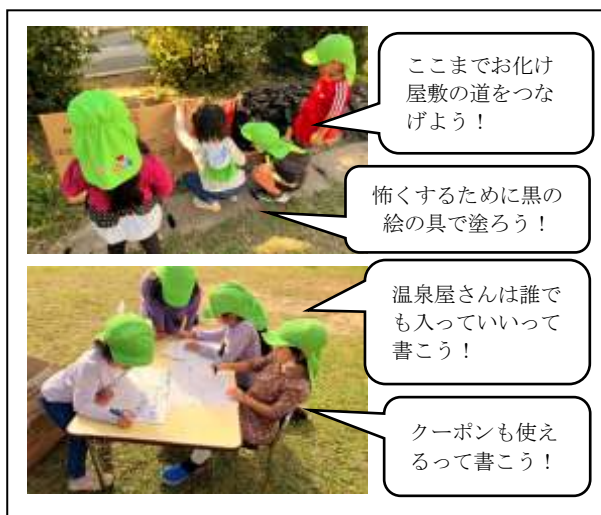 ここまでお化け
屋敷の道をつな
げよう！
怖くするために黒の
絵の具で塗ろう！
温泉屋さんは誰で
も入っていいって
書こう！
クーポンも使え
るって書こう！